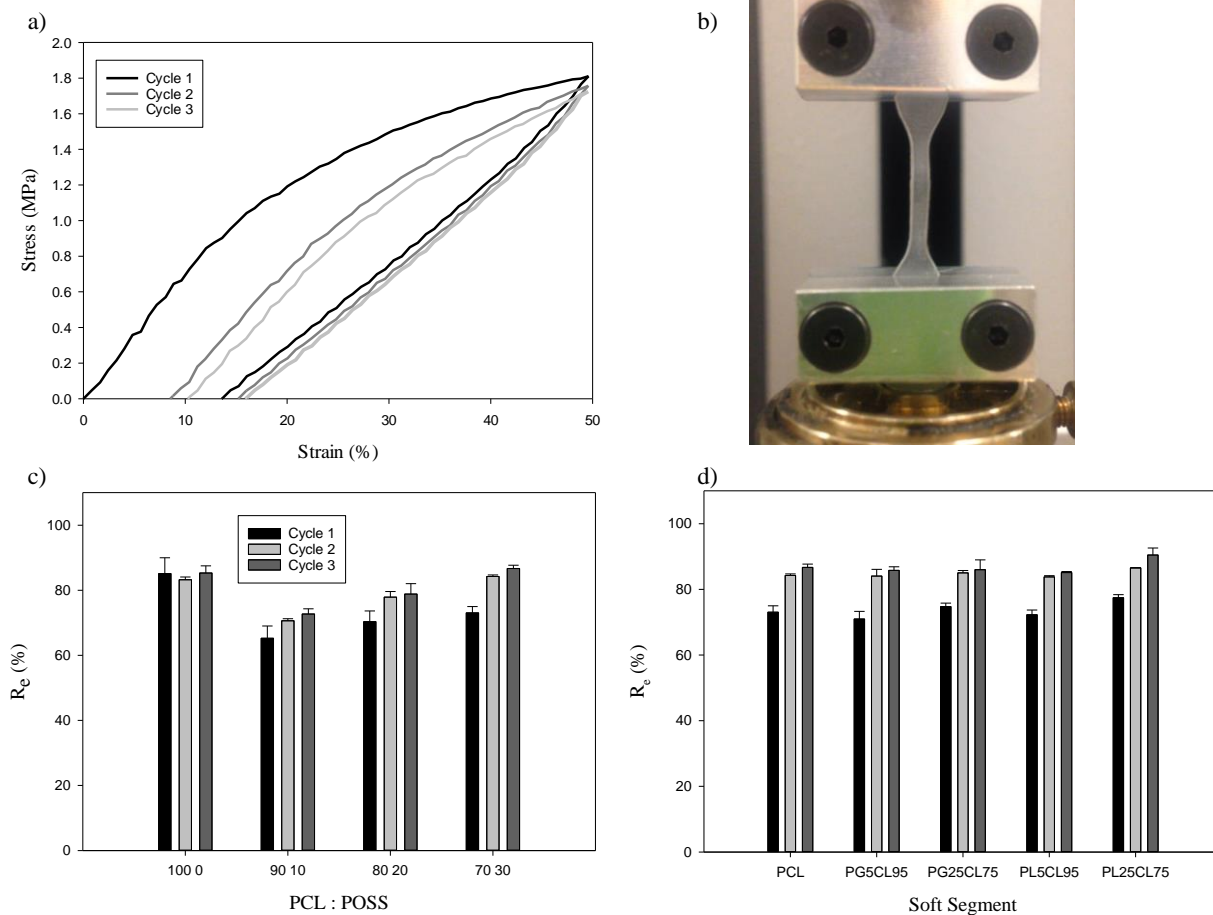 a)
2.0
1.8
1.6
1.4
1.2
1.0
0.8
0.6
0.4
0.2
0.0
Stress (MPa)
Cycle 1
Cycle 2
Cycle 3
0 10 20 30 40 50
Strain (%)
b)
c)
100
80
60
40
20
0
Re (%)
Cycle 1
Cycle 2
Cycle 3
100 0 90 10 80 20 70 30
PCL : POSS
d)
100
80
60
40
20
0
Re (%)
PCL PG5CL95 PG25CL75 PL5CL95 PL25CL75
Soft Segment